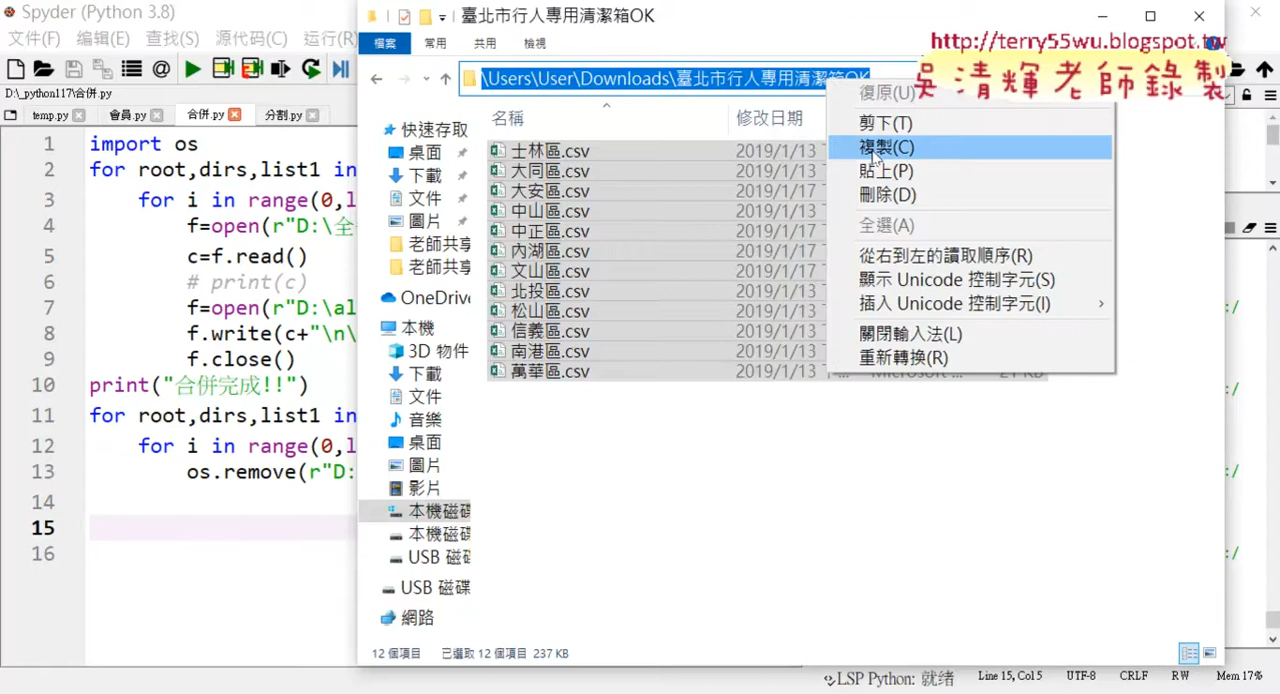 Spyder (Python 3.8)
文件(F) 编辑(E) 查找(S) 源代码(C) 运行(R)
D:\_python117\合併.py
temp.py 會員.py 合併.py 分割.py
1 import os
2 for root,dirs,list1 in
3 for i in range(0,l
4 f=open(r"D:\全
5 c=f.read()
6 # print(c)
7 f=open(r"D:\al
8 f.write(c+"\n\
9 f.close()
10 print("合併完成!!")
11 for root,dirs,list1 in
12 for i in range(0,l
13 os.remove(r"D:
14
15
16
臺北市行人專用清潔箱OK
檔案 常用 共用 檢視
\Users\User\Downloads\臺北市行人專用清潔箱OK
http://terry55wu.blogspot.tw
吳清輝老師錄製
快速存取
桌面
下載
文件
圖片
老師共享
老師共享
OneDrive
本機
3D 物件
下載
文件
音樂
桌面
圖片
影片
本機磁碟
本機磁碟
USB 磁碟
USB 磁碟
網路
名稱 修改日期
士林區.csv 2019/1/13
大同區.csv 2019/1/13
大安區.csv 2019/1/17
中山區.csv 2019/1/13
中正區.csv 2019/1/17
內湖區.csv 2019/1/17
文山區.csv 2019/1/17
北投區.csv 2019/1/13
松山區.csv 2019/1/13
信義區.csv 2019/1/13
南港區.csv 2019/1/13
萬華區.csv 2019/1/13
復原(U)
剪下(T)
複製(C)
貼上(P)
刪除(D)
全選(A)
從右到左的讀取順序(R)
顯示 Unicode 控制字元(S)
插入 Unicode 控制字元(I)
關閉輸入法(L)
重新轉換(R)
12 個項目 已選取 12 個項目 237 KB
LSP Python: 就绪 Line 15, Col 5 UTF-8 CRLF RW Mem 17%